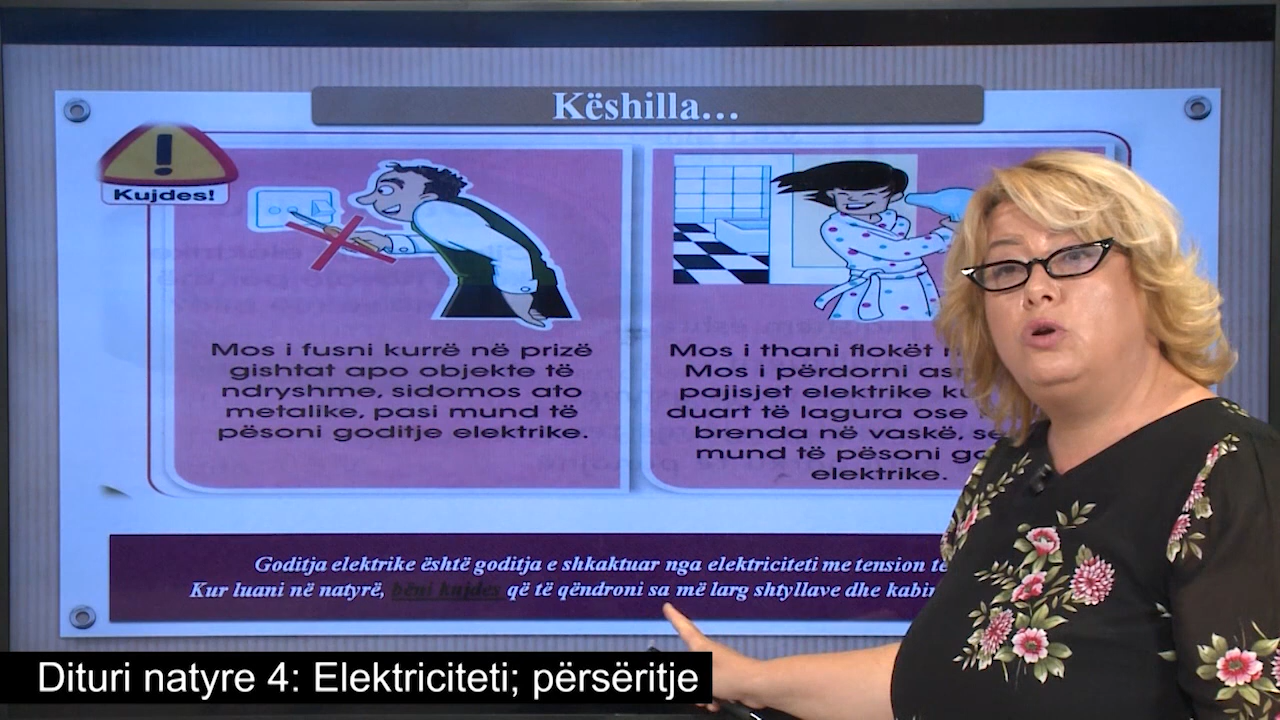 Këshilla...
Kujdes!
Mos i fusni kurrë në prizë
gishtat apo objekte të
ndryshme, sidomos ato
metalike, pasi mund të
pësoni goditje elektrike.
Mos i thani flokët
Mos i përdorni
pajisjet elektrike
duart të lagura ose
brenda në vaskë,
mund të pësoni
elektrike.
Goditja elektrike është goditja e shkaktuar nga elektriciteti me tension
Kur luani në natyrë, bëni kujdes që të qëndroni sa më larg shtyllave dhe
Dituri natyre 4: Elektriciteti; përsëritje